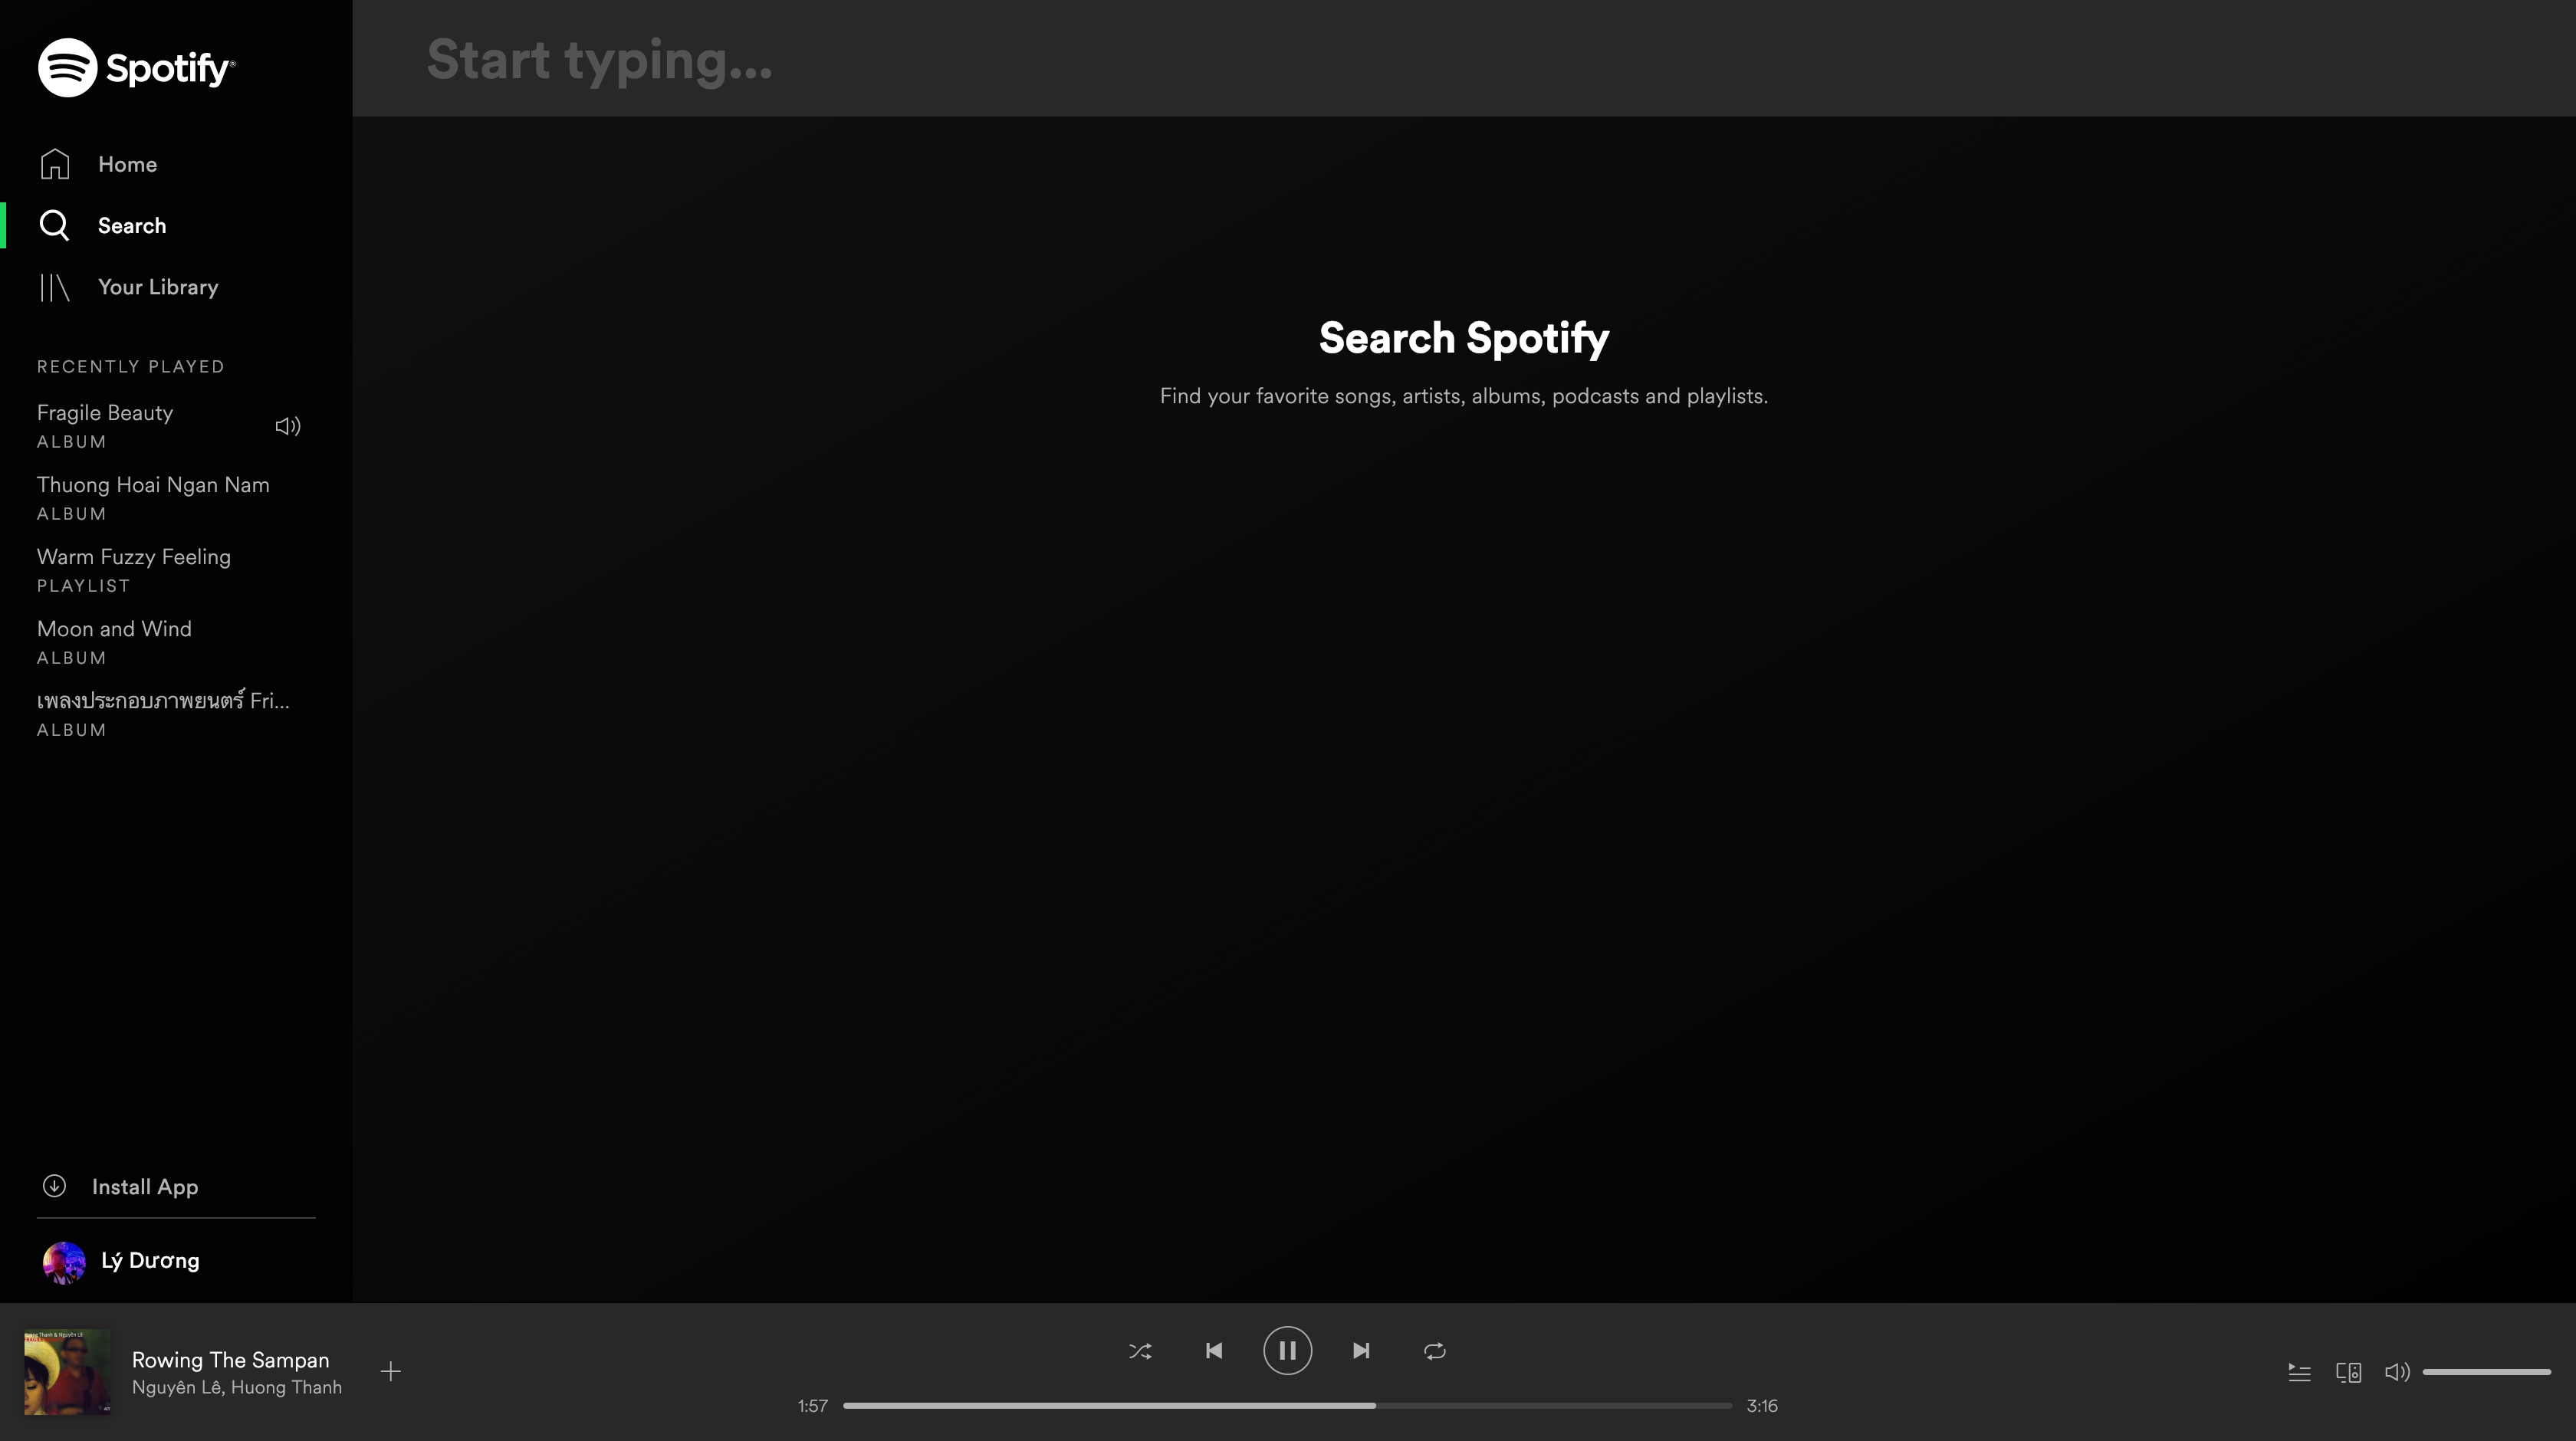 Spotify®
Start typing...
Home
Search
Your Library
RECENTLY PLAYED
Fragile Beauty
ALBUM
Thuong Hoai Ngan Nam
ALBUM
Warm Fuzzy Feeling
PLAYLIST
Moon and Wind
ALBUM
เพลงประกอบภาพยนตร์ Fri...
ALBUM
Search Spotify
Find your favorite songs, artists, albums, podcasts and playlists.
Install App
Lý Dương
Rowing The Sampan
Nguyên Lê, Huong Thanh
1:57
3:16